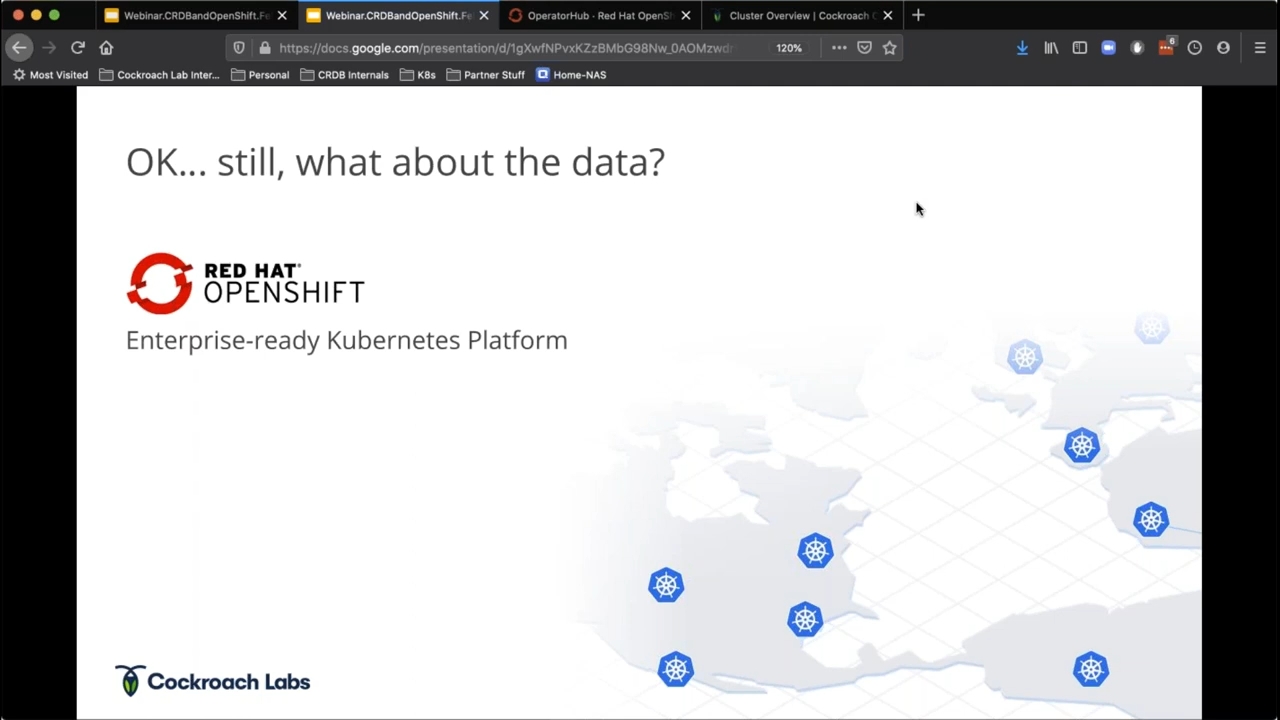 Webinar.CRDBandOpenShift.Fe
Webinar.CRDBandOpenShift.Fe
OperatorHub · Red Hat OpenSh
Cluster Overview | Cockroach C
https://docs.google.com/presentation/d/1gXwfNPvxKZzBMbG98Nw_0AOMzwdr
120%
6
Most Visited
Cockroach Lab Inter...
Personal
CRDB Internals
K8s
Partner Stuff
Home-NAS
OK... still, what about the data?
RED HAT®
OPENSHIFT
Enterprise-ready Kubernetes Platform
Cockroach Labs